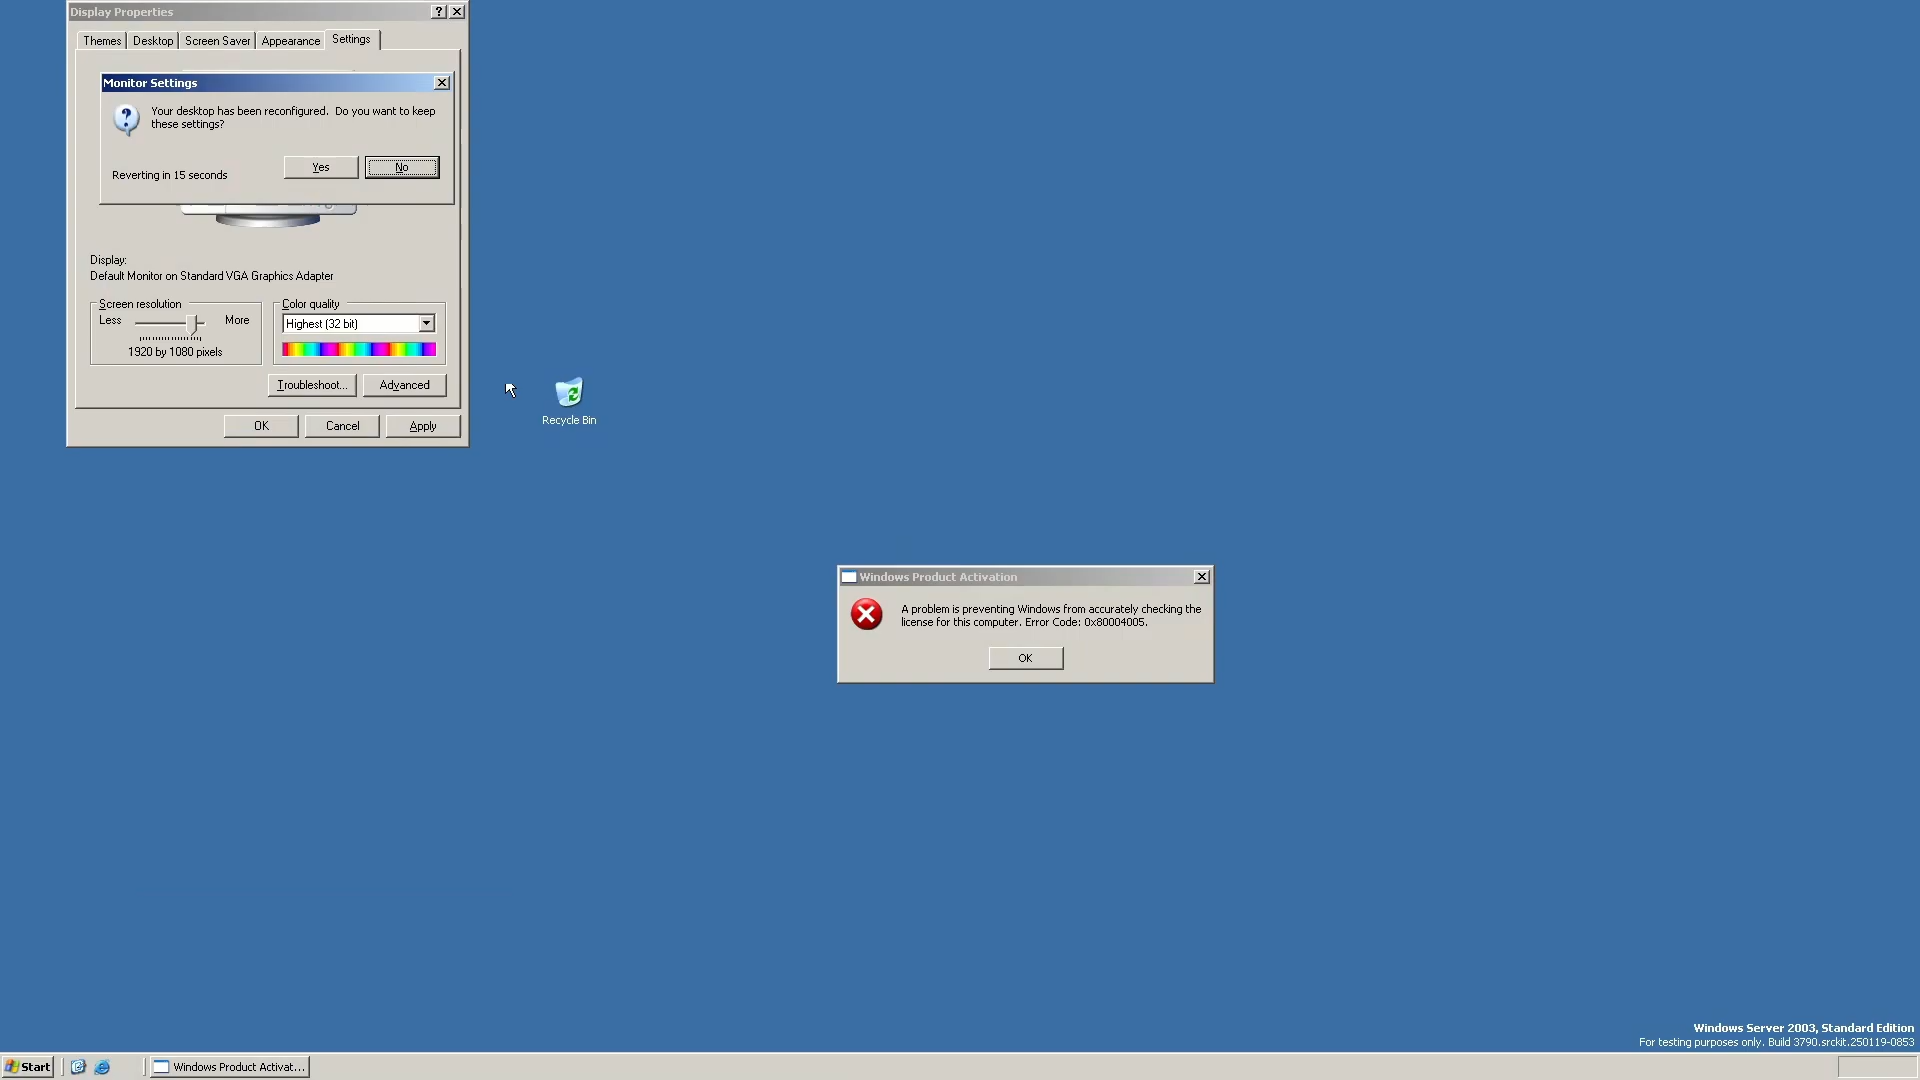 Display Properties
Themes
Desktop
Screen Saver
Appearance
Settings
Monitor Settings
Your desktop has been reconfigured. Do you want to keep
these settings?
Reverting in 15 seconds
Yes
No
Display:
Default Monitor on Standard VGA Graphics Adapter
Screen resolution
Less
More
1920 by 1080 pixels
Color quality
Highest (32 bit)
Troubleshoot...
Advanced
OK
Cancel
Apply
Recycle Bin
Windows Product Activation
A problem is preventing Windows from accurately checking the
license for this computer. Error Code: 0x80004005.
OK
Windows Server 2003, Standard Edition
For testing purposes only. Build 3790.srckit.250119-0853
Start
Windows Product Activat...